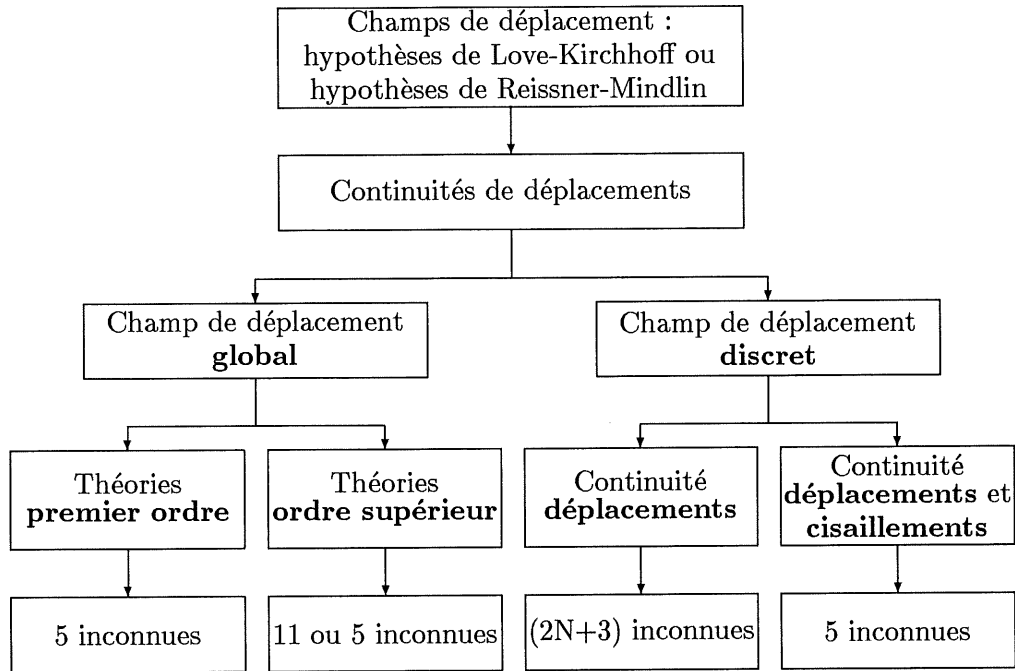 Champs de déplacement :
hypothèses de Love-Kirchhoff ou
hypothèses de Reissner-Mindlin
Continuités de déplacements
Champ de déplacement
global
Champ de déplacement
discret
Théories
premier ordre
Théories
ordre supérieur
Continuité
déplacements
Continuité
déplacements et
cisaillements
5 inconnues
11 ou 5 inconnues
(2N+3) inconnues
5 inconnues